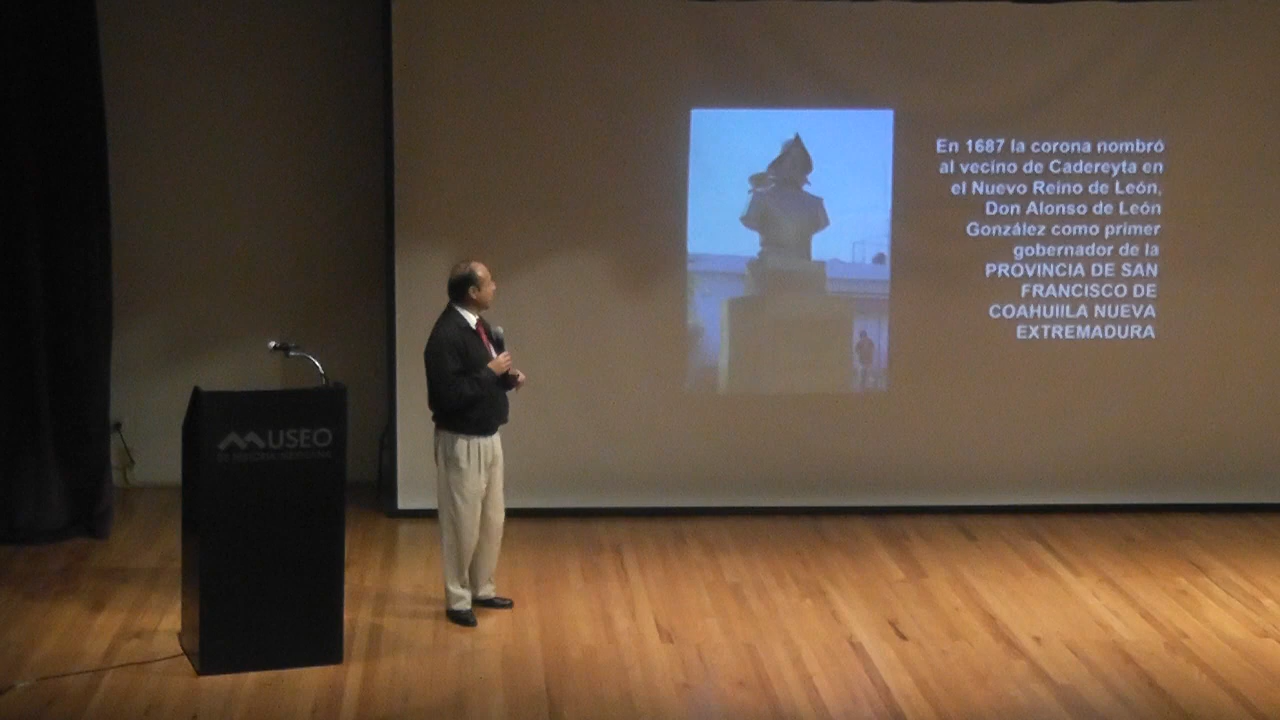 MUSEO
En 1687 la corona nombró
al vecino de Cadereyta en
el Nuevo Reino de León,
Don Alonso de León
González como primer
gobernador de la
PROVINCIA DE SAN
FRANCISCO DE
COAHUIILA NUEVA
EXTREMADURA